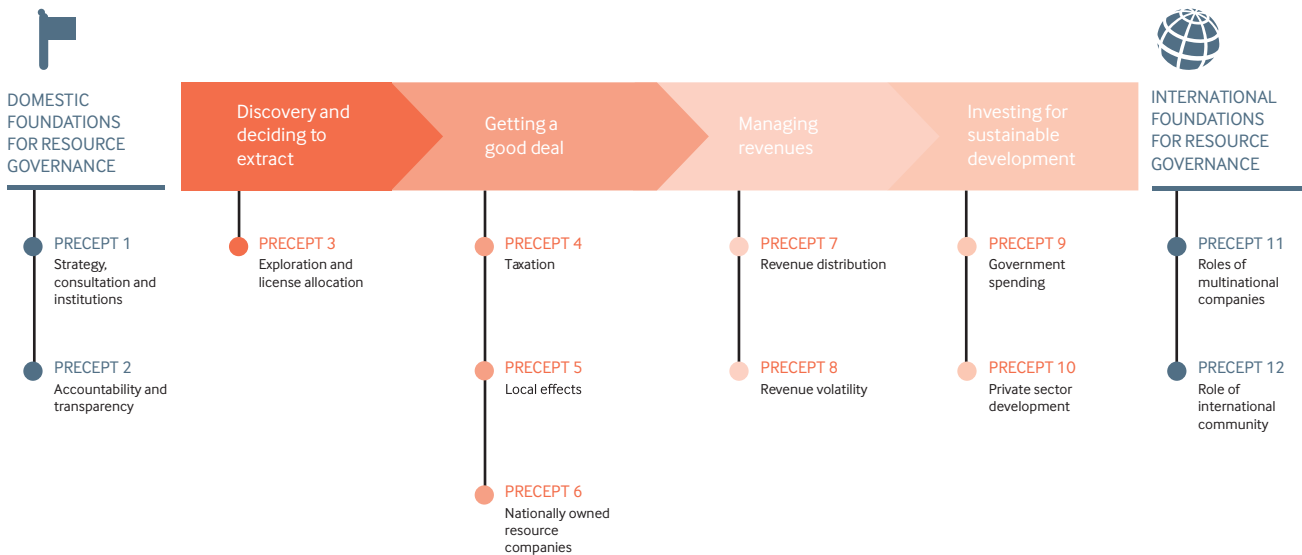 DOMESTIC
FOUNDATIONS
FOR RESOURCE
GOVERNANCE
Discovery and
deciding to
extract
Getting a
good deal
Managing
revenues
Investing for
sustainable
development
INTERNATIONAL
FOUNDATIONS
FOR RESOURCE
GOVERNANCE
PRECEPT 1
Strategy,
consultation and
institutions
PRECEPT 2
Accountability and
transparency
PRECEPT 3
Exploration and
license allocation
PRECEPT 4
Taxation
PRECEPT 5
Local effects
PRECEPT 6
Nationally owned
resource
companies
PRECEPT 7
Revenue distribution
PRECEPT 8
Revenue volatility
PRECEPT 9
Government
spending
PRECEPT 10
Private sector
development
PRECEPT 11
Roles of
multinational
companies
PRECEPT 12
Role of
international
community